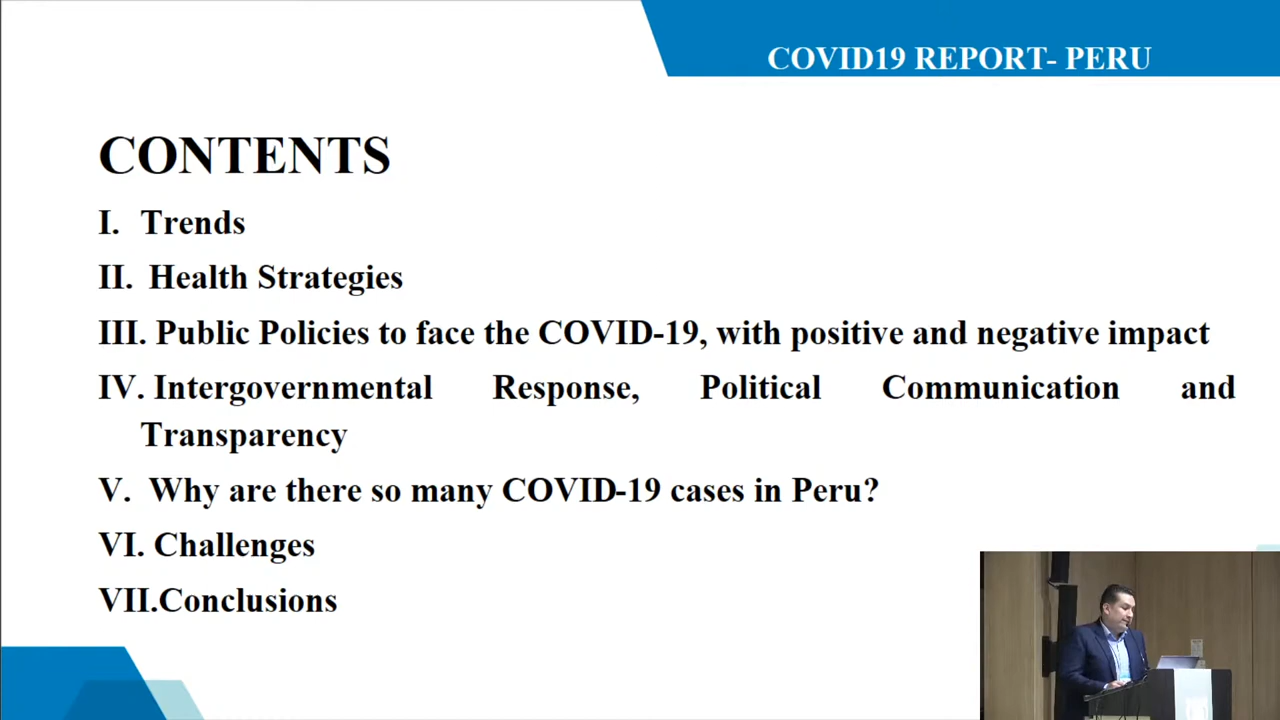 COVID19 REPORT- PERU
CONTENTS
I. Trends
II. Health Strategies
III. Public Policies to face the COVID-19, with positive and negative impact
IV. Intergovernmental Response, Political Communication and
Transparency
V. Why are there so many COVID-19 cases in Peru?
VI. Challenges
VII.Conclusions